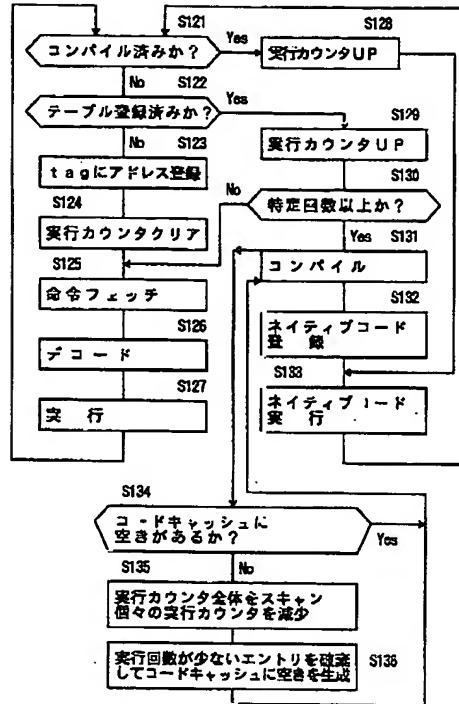 S121
コンパイル済みか?
Yes
S128
実行カウンタUP
No
S122
テーブル登録済みか?
Yes
No
S123
tagにアドレス登録
S124
実行カウンタクリア
S125
命令フェッチ
S126
デコード
S127
実 行
S129
実行カウンタUP
S130
特定回数以上か?
No
Yes
S131
コンパイル
S132
ネイティブコード
登 録
S133
ネイティブコード
実 行
S134
コードキャッシュに
空きがあるか?
Yes
No
S135
実行カウンタ全体をスキャン
個々の実行カウンタを減少
S136
実行回数が少ないエントリを破棄
してコードキャッシュに空きを生成